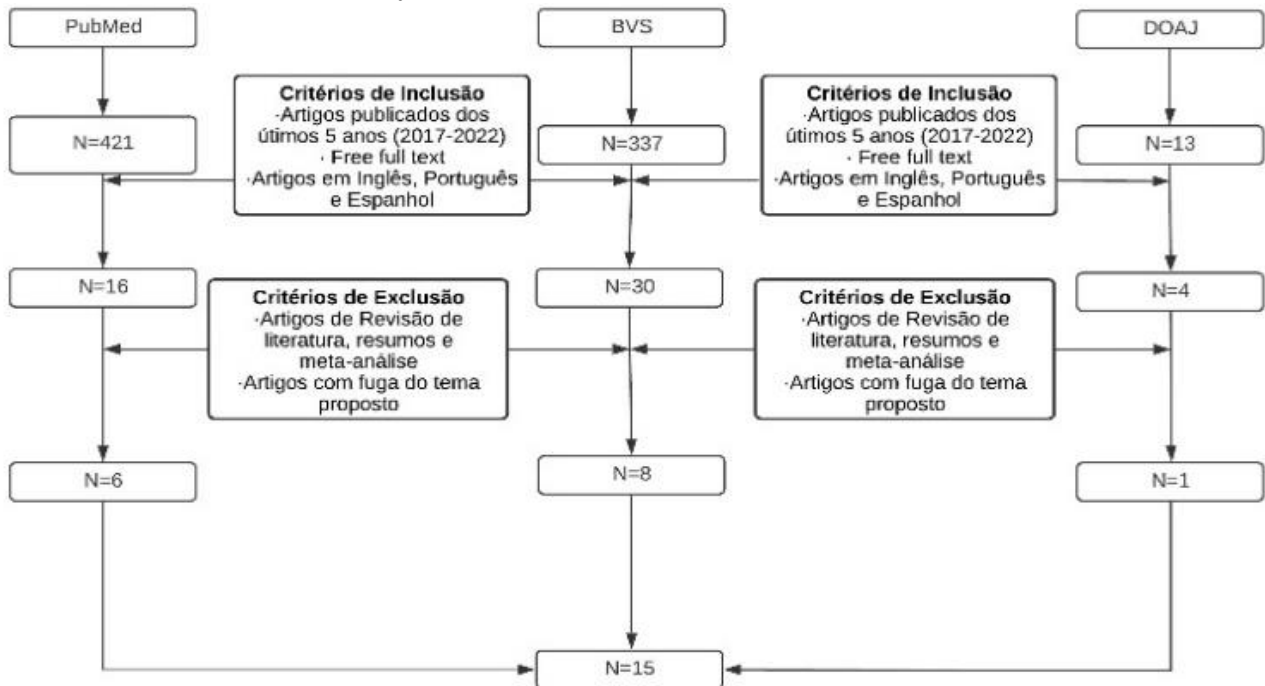 PubMed
BVS
DOAJ
N=421
Critérios de Inclusão
·Artigos publicados dos
útimos 5 anos (2017-2022)
· Free full text
·Artigos em Inglês, Português
e Espanhol
N=337
Critérios de Inclusão
·Artigos publicados dos
útimos 5 anos (2017-2022)
· Free full text
·Artigos em Inglês, Português
e Espanhol
N=13
N=16
Critérios de Exclusão
·Artigos de Revisão de
literatura, resumos e
meta-análise
·Artigos com fuga do tema
proposto
N=30
Critérios de Exclusão
·Artigos de Revisão de
literatura, resumos e
meta-análise
·Artigos com fuga do tema
proposto
N=4
N=6
N=8
N=1
N=15